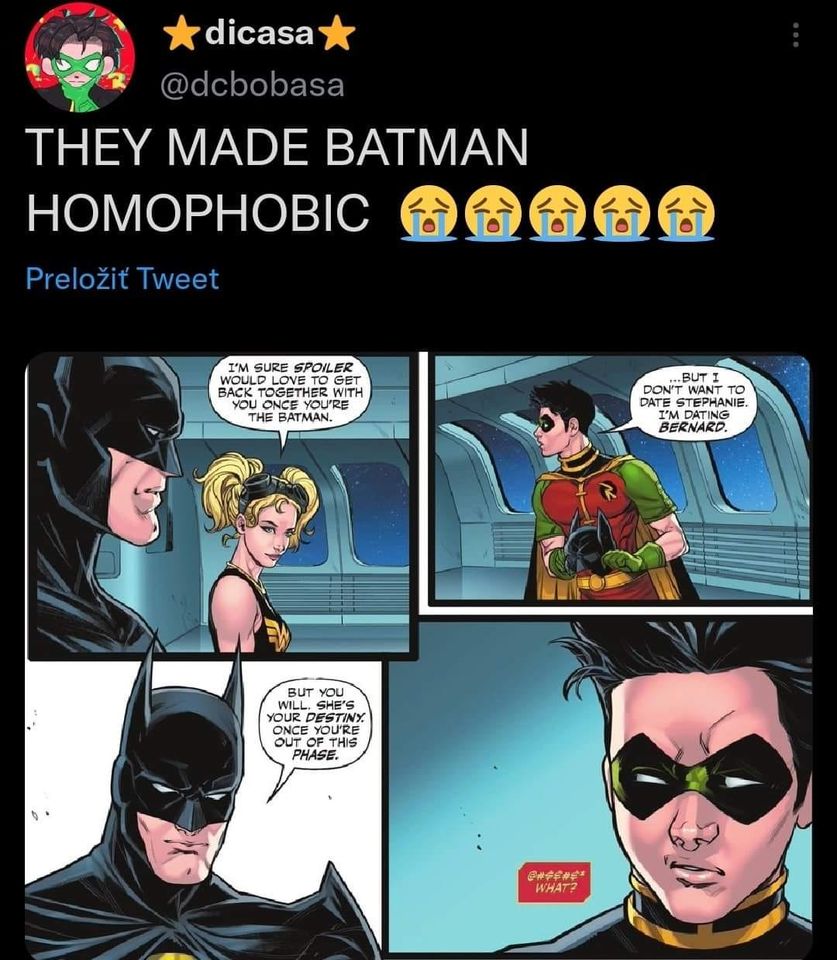 ⭐dicasa⭐
@dcbobasa
THEY MADE BATMAN
HOMOPHOBIC 😭😭😭😭😭
Preložiť Tweet
I'M SURE SPOILER
WOULD LOVE TO GET
BACK TOGETHER WITH
YOU ONCE YOU'RE
THE BATMAN.
...BUT I
DON'T WANT TO
DATE STEPHANIE.
I'M DATING
BERNARD.
BUT YOU
WILL. SHE'S
YOUR DESTINY.
ONCE YOU'RE
OUT OF THIS
PHASE.
WHAT?